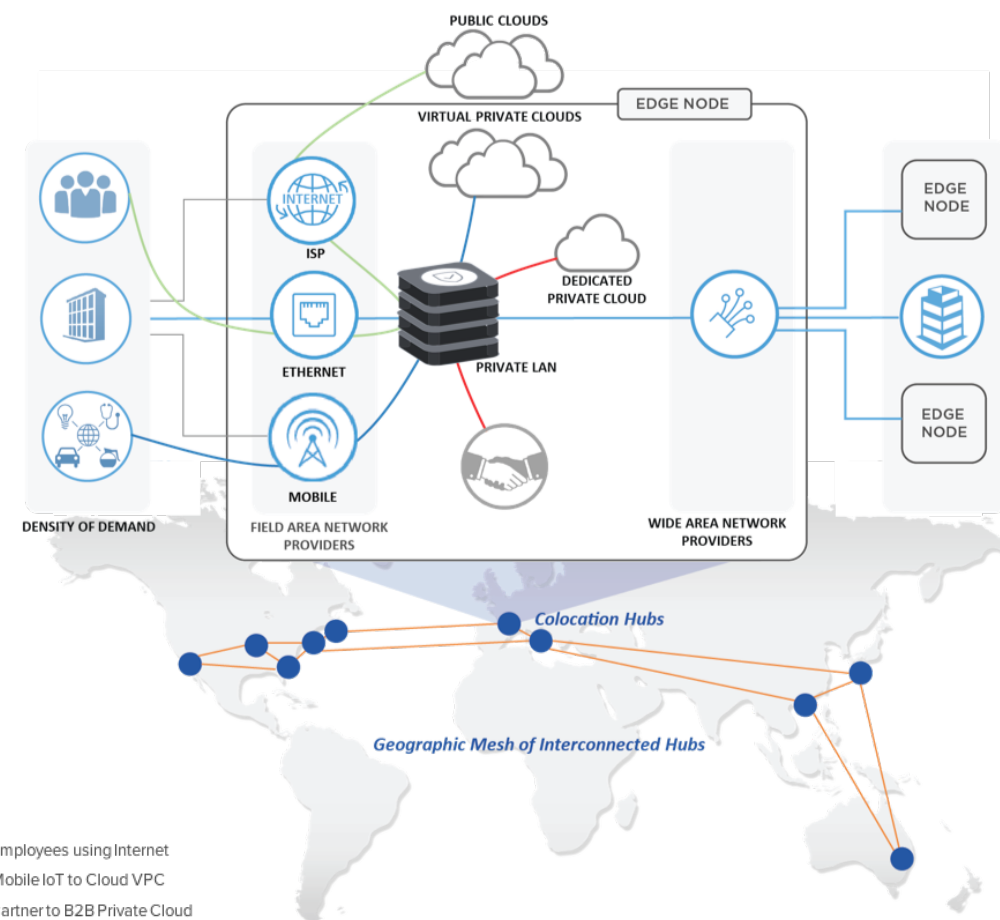 PUBLIC CLOUDS
EDGE NODE
VIRTUAL PRIVATE CLOUDS
INTERNET
ISP
EDGE
NODE
DEDICATED
PRIVATE CLOUD
ETHERNET
PRIVATE LAN
EDGE
NODE
MOBILE
DENSITY OF DEMAND
FIELD AREA NETWORK
PROVIDERS
WIDE AREA NETWORK
PROVIDERS
Colocation Hubs
Geographic Mesh of Interconnected Hubs
mployees using Internet
Mobile IoT to Cloud VPC
artner to B2B Private Cloud